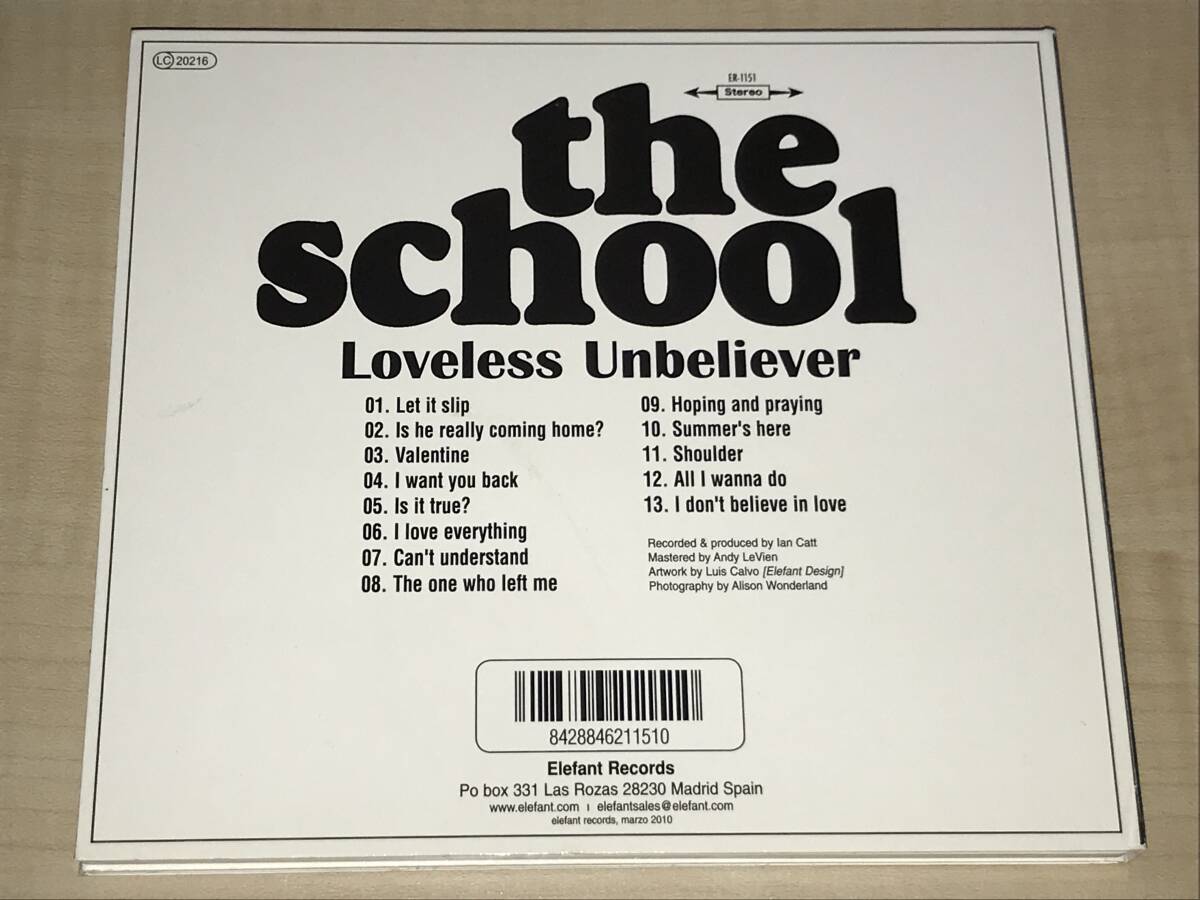 LC 20216
ER-1151
Stereo
the
school
Loveless Unbeliever
01. Let it slip
02. Is he really coming home?
03. Valentine
04. I want you back
05. Is it true?
06. I love everything
07. Can't understand
08. The one who left me
09. Hoping and praying
10. Summer's here
11. Shoulder
12. All I wanna do
13. I don't believe in love
Recorded & produced by Ian Catt
Mastered by Andy LeVien
Artwork by Luis Calvo [Elefant Design]
Photography by Alison Wonderland
8428846211510
Elefant Records
Po box 331 Las Rozas 28230 Madrid Spain
www.elefant.com ı elefantsales@elefant.com
elefant records, marzo 2010